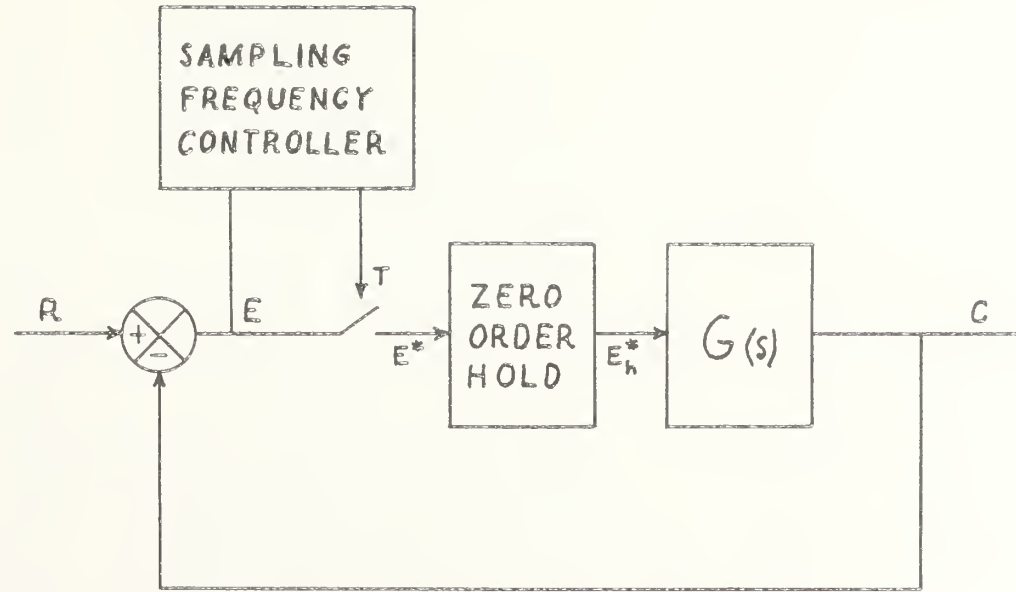 SAMPLING
FREQUENCY
CONTROLLER
T
R
+
-
E
E*
ZERO
ORDER
HOLD
E*h
G(s)
C